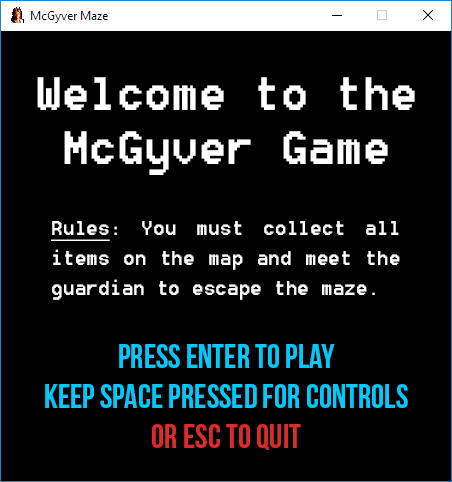 McGyver Maze
Welcome to the
McGyver Game
Rules: You must collect all
items on the map and meet the
guardian to escape the maze.
PRESS ENTER TO PLAY
KEEP SPACE PRESSED FOR CONTROLS
OR ESC TO QUIT